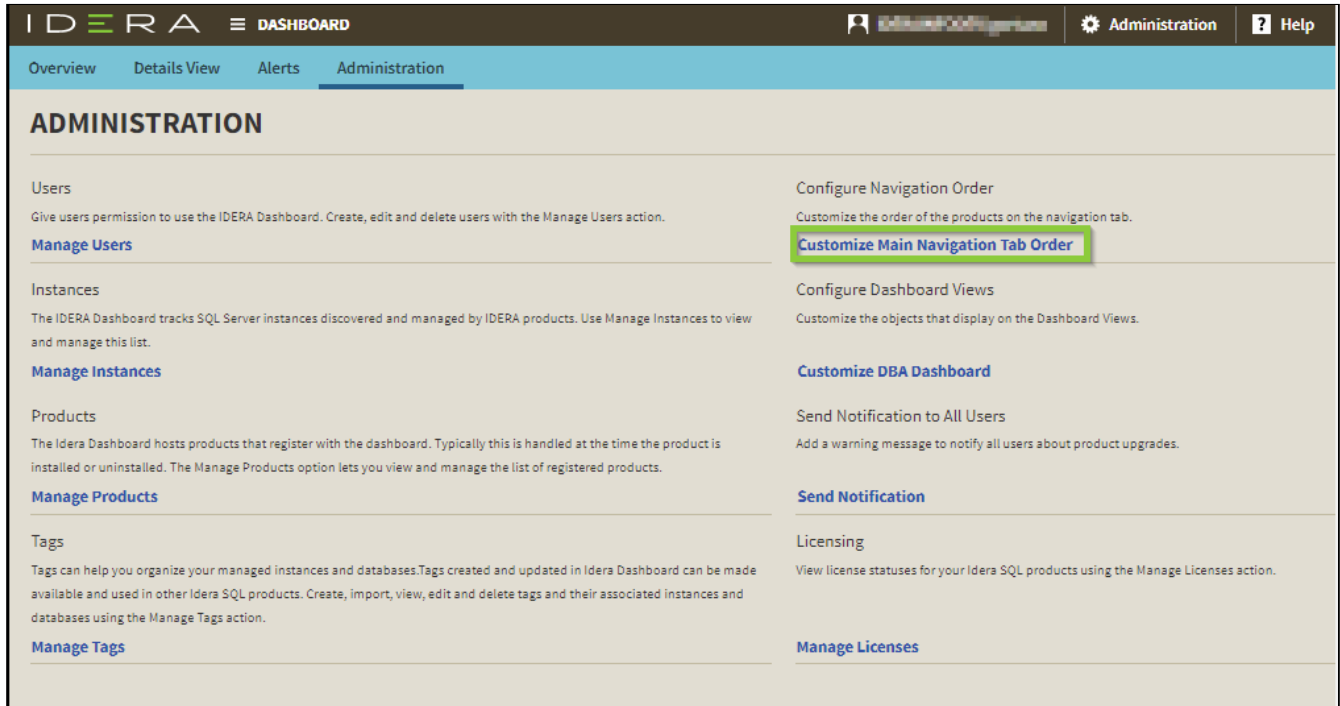 IDERA ≡ DASHBOARD
Administration
? Help
Overview Details View Alerts Administration
ADMINISTRATION
Users
Give users permission to use the IDERA Dashboard. Create, edit and delete users with the Manage Users action.
Manage Users
Configure Navigation Order
Customize the order of the products on the navigation tab.
Customize Main Navigation Tab Order
Instances
The IDERA Dashboard tracks SQL Server instances discovered and managed by IDERA products. Use Manage Instances to view
and manage this list.
Manage Instances
Configure Dashboard Views
Customize the objects that display on the Dashboard Views.
Customize DBA Dashboard
Products
The Idera Dashboard hosts products that register with the dashboard. Typically this is handled at the time the product is
installed or uninstalled. The Manage Products option lets you view and manage the list of registered products.
Manage Products
Send Notification to All Users
Add a warning message to notify all users about product upgrades.
Send Notification
Tags
Tags can help you organize your managed instances and databases.Tags created and updated in Idera Dashboard can be made
available and used in other Idera SQL products. Create, import, view, edit and delete tags and their associated instances and
databases using the Manage Tags action.
Manage Tags
Licensing
View license statuses for your Idera SQL products using the Manage Licenses action.
Manage Licenses